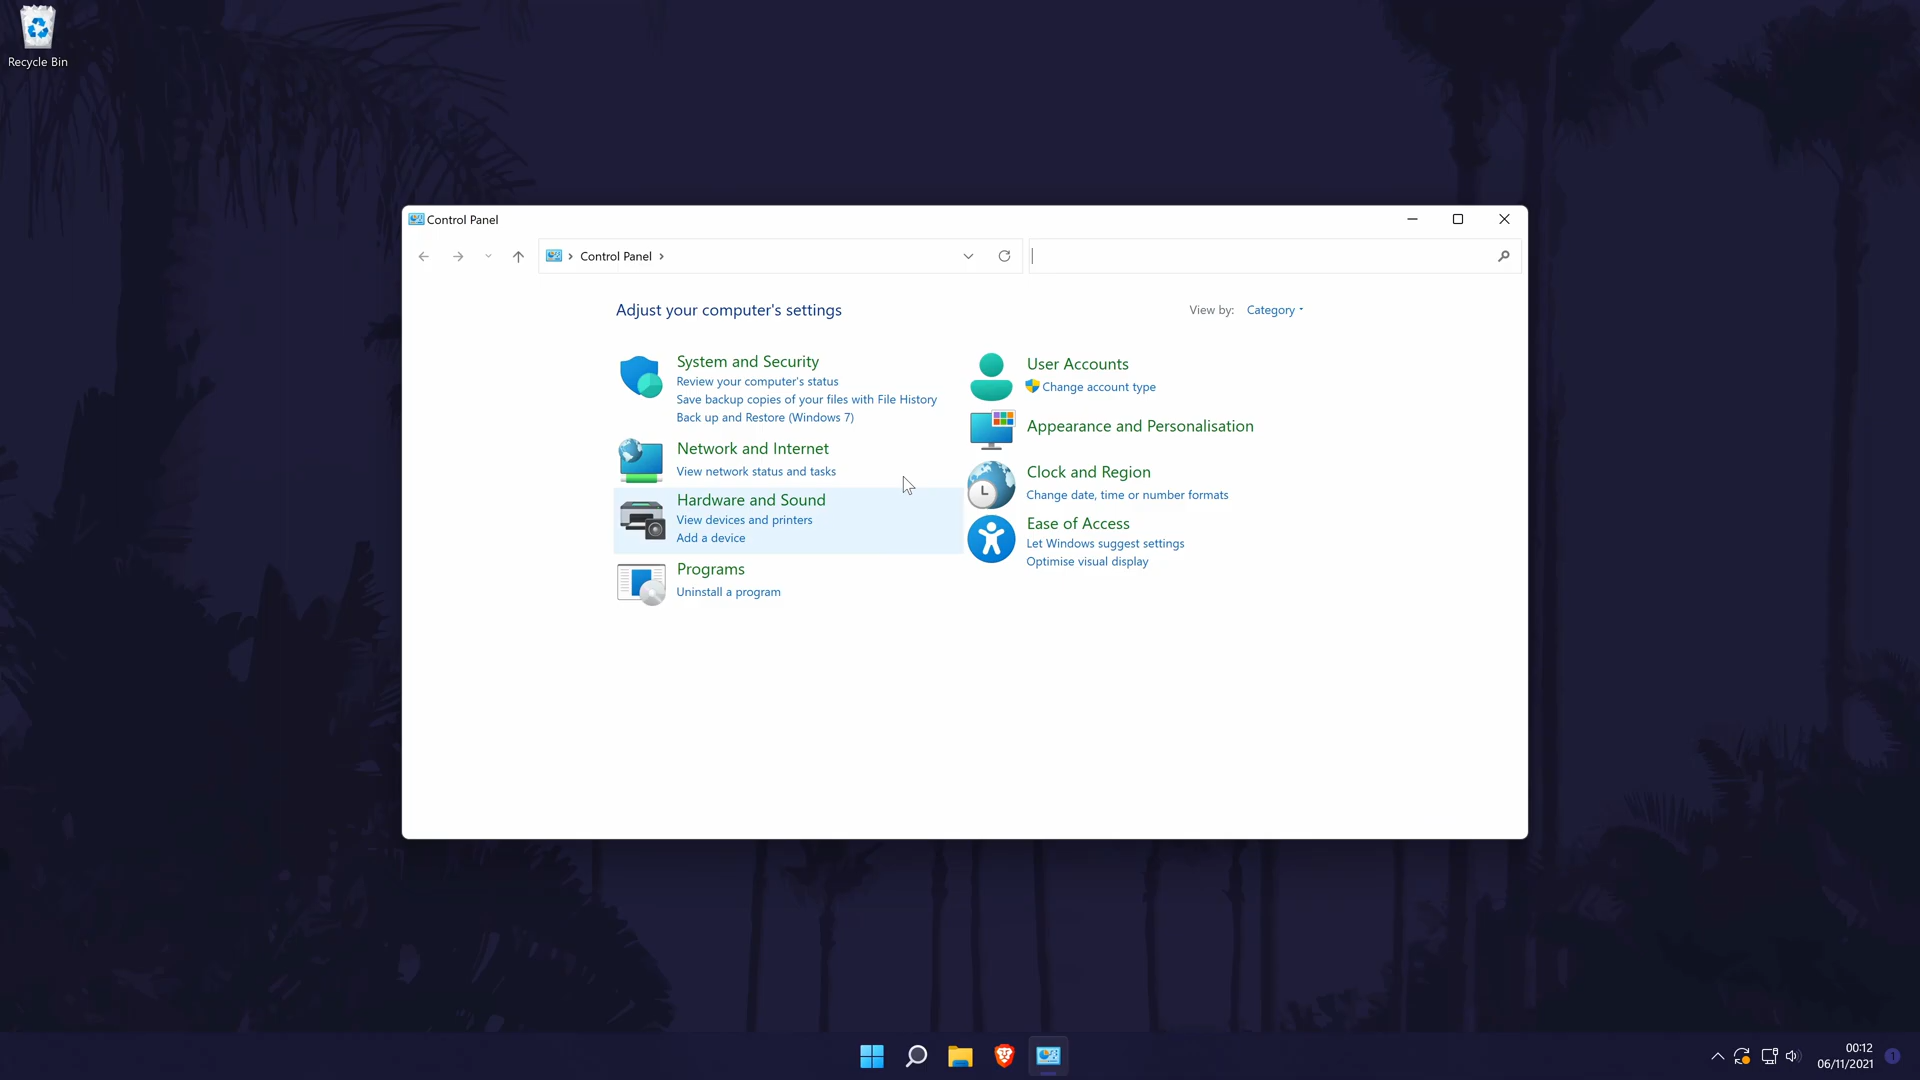 Recycle Bin
Control Panel
Control Panel
Adjust your computer's settings
View by: Category
System and Security
Review your computer's status
Save backup copies of your files with File History
Back up and Restore (Windows 7)
Network and Internet
View network status and tasks
Hardware and Sound
View devices and printers
Add a device
Programs
Uninstall a program
User Accounts
Change account type
Appearance and Personalisation
Clock and Region
Change date, time or number formats
Ease of Access
Let Windows suggest settings
Optimise visual display
00:12
06/11/2021
1